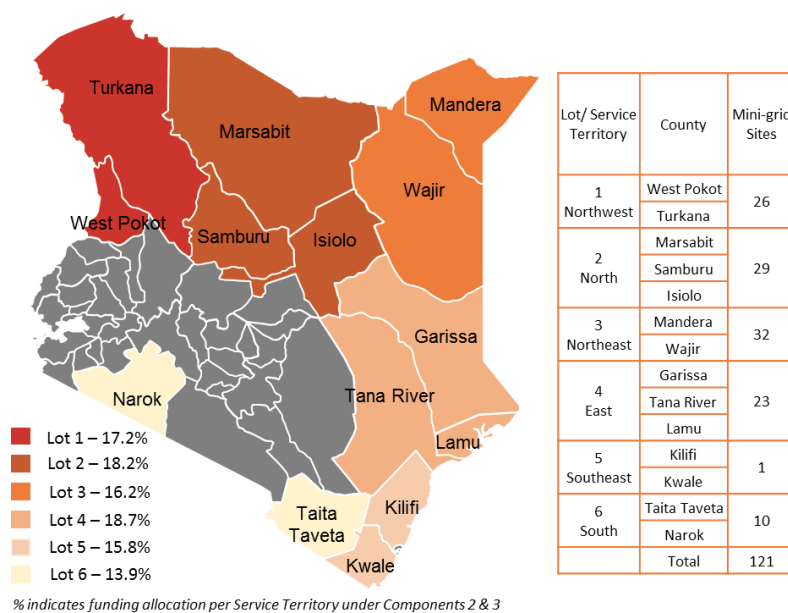 Turkana
Marsabit
Mandera
Wajir
West Pokot
Samburu
Isiolo
Garissa
Tana River
Narok
Lamu
Kilifi
Taita
Taveta
Kwale
Lot 1 – 17.2%
Lot 2 – 18.2%
Lot 3 – 16.2%
Lot 4 – 18.7%
Lot 5 – 15.8%
Lot 6 – 13.9%
% indicates funding allocation per Service Territory under Components 2 & 3
Lot/ Service
Territory
County
Mini-grid
Sites
1
Northwest
West Pokot
Turkana
26
2
North
Marsabit
Samburu
Isiolo
29
3
Northeast
Mandera
Wajir
32
4
East
Garissa
Tana River
Lamu
23
5
Southeast
Kilifi
Kwale
1
6
South
Taita Taveta
Narok
10
Total
121